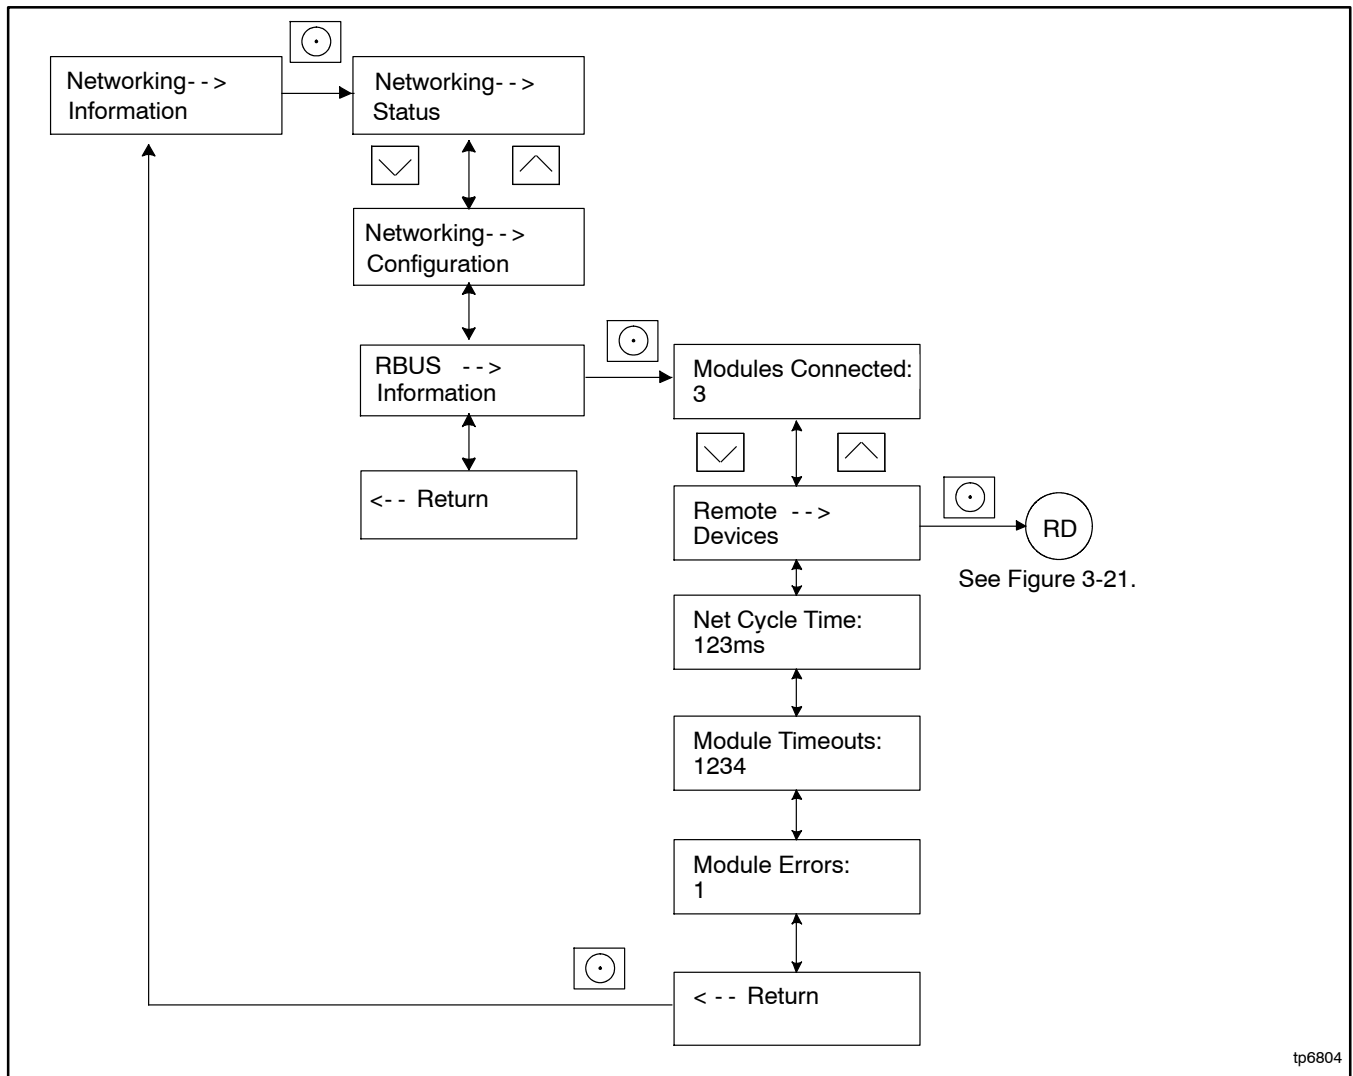 Networking- - >
Information
Networking- - >
Status
Networking- - >
Configuration
RBUS - - >
Information
<- - Return
Modules Connected:
3
Remote - - >
Devices
RD
See Figure 3-21.
Net Cycle Time:
123ms
Module Timeouts:
1234
Module Errors:
1
< - - Return
tp6804